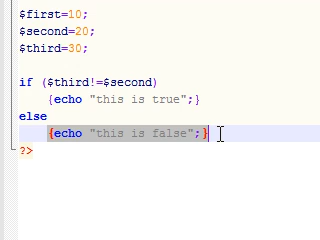 $first=10;
$second=20;
$third=30;
if ($third!=$second)
{echo "this is true";}
else
{echo "this is false";}
?>